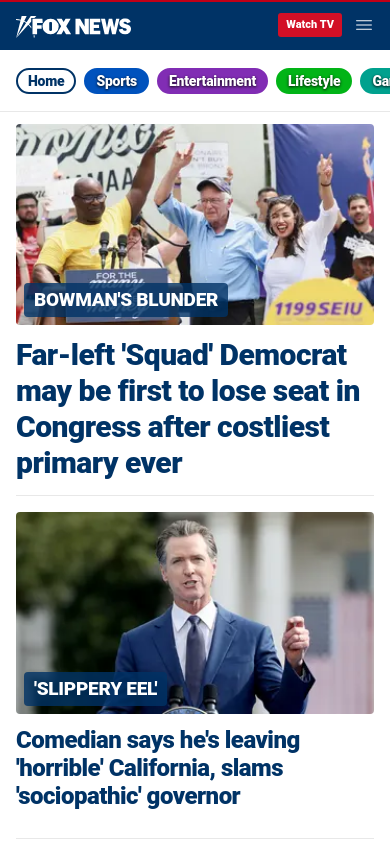 FOX NEWS
Watch TV
Home
Sports
Entertainment
Lifestyle
FOR THE
many
1199SEIU
BOWMAN'S BLUNDER
Far-left 'Squad' Democrat
may be first to lose seat in
Congress after costliest
primary ever
'SLIPPERY EEL'
Comedian says he's leaving
'horrible' California, slams
'sociopathic' governor